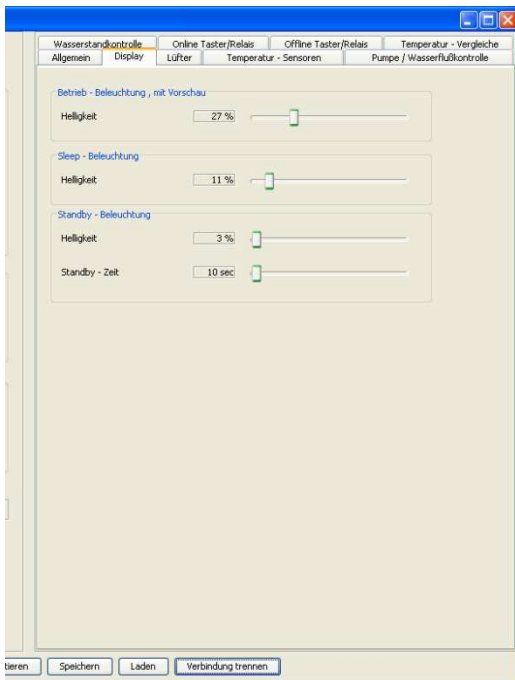 Wasserstandkontrolle Online Taster/Relais Offline Taster/Relais Temperatur - Vergleiche
Allgemein Display Lüfter Temperatur - Sensoren Pumpe / Wasserflußkontrolle
Betrieb - Beleuchtung , mit Vorschau
Helligkeit 27 %
Sleep - Beleuchtung
Helligkeit 11 %
Standby - Beleuchtung
Helligkeit 3 %
Standby - Zeit 10 sec
tieren Speichern Laden Verbindung trennen